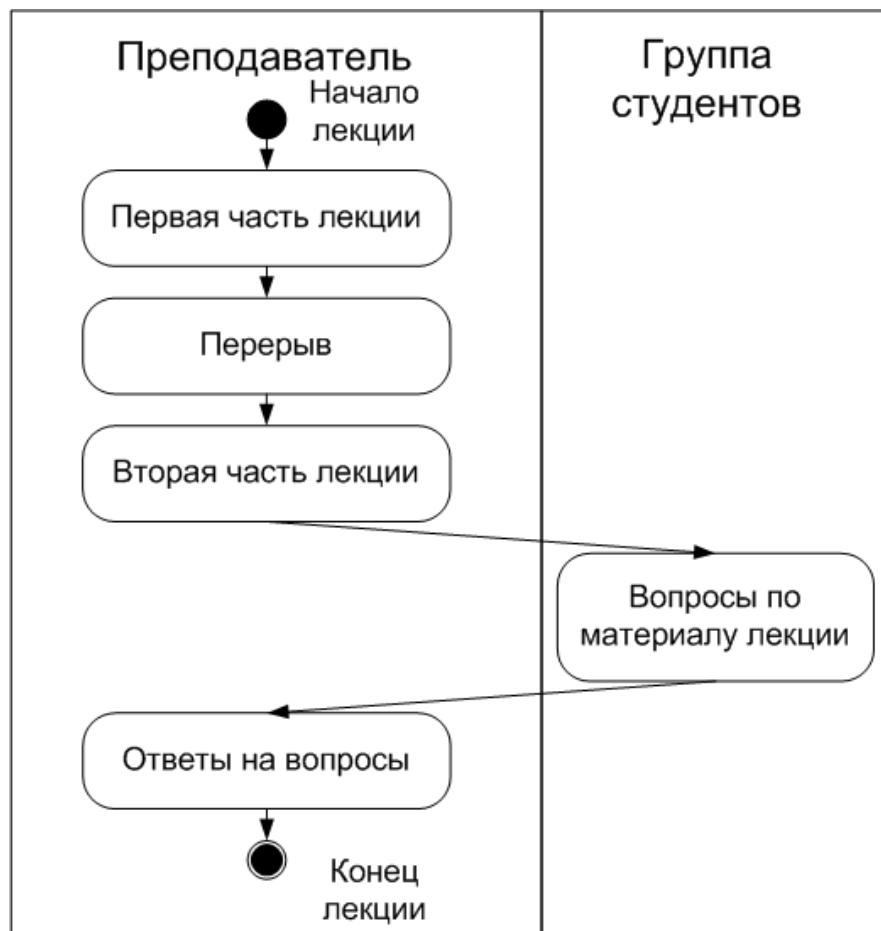 Преподаватель
Группа
студентов
Начало
лекции
Первая часть лекции
Перерыв
Вторая часть лекции
Вопросы по
материалу лекции
Ответы на вопросы
Конец
лекции